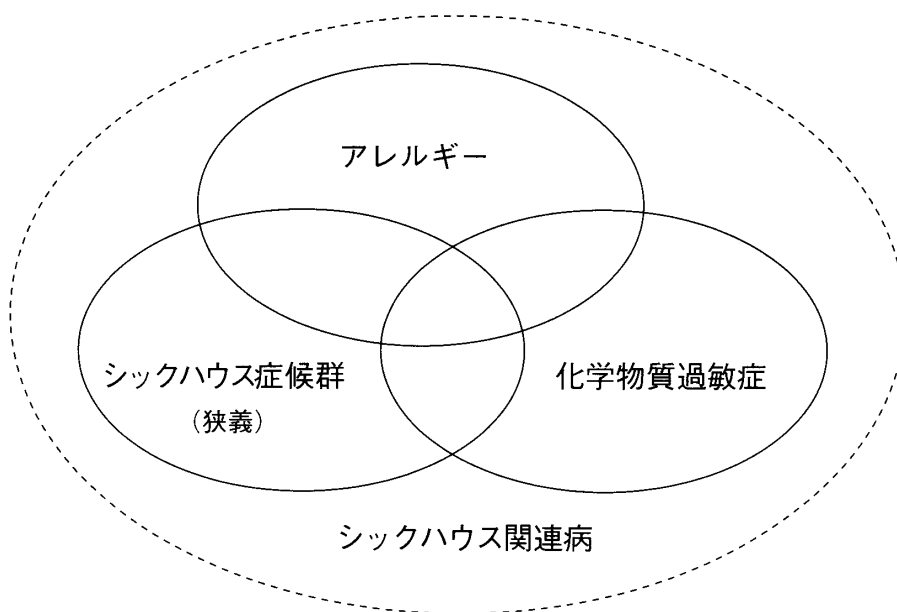 アレルギー
シックハウス症候群
（狭義）
化学物質過敏症
シックハウス関連病